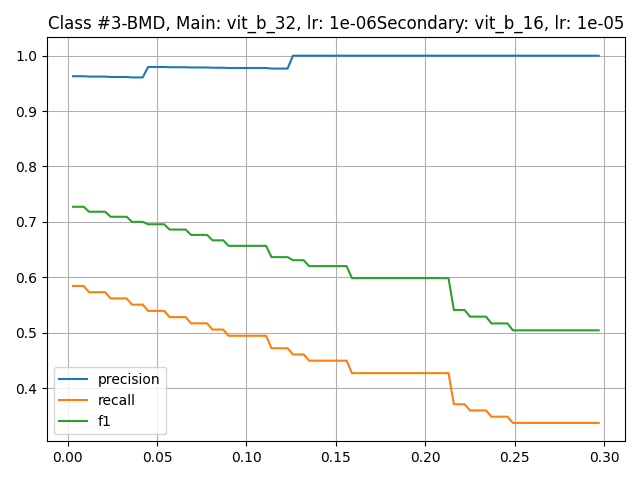 Class #3-BMD, Main: vit_b_32, lr: 1e-06Secondary: vit_b_16, lr: 1e-05
1.0
0.9
0.8
0.7
0.6
0.5
0.4
precision
recall
f1
0.00 0.05 0.10 0.15 0.20 0.25 0.30